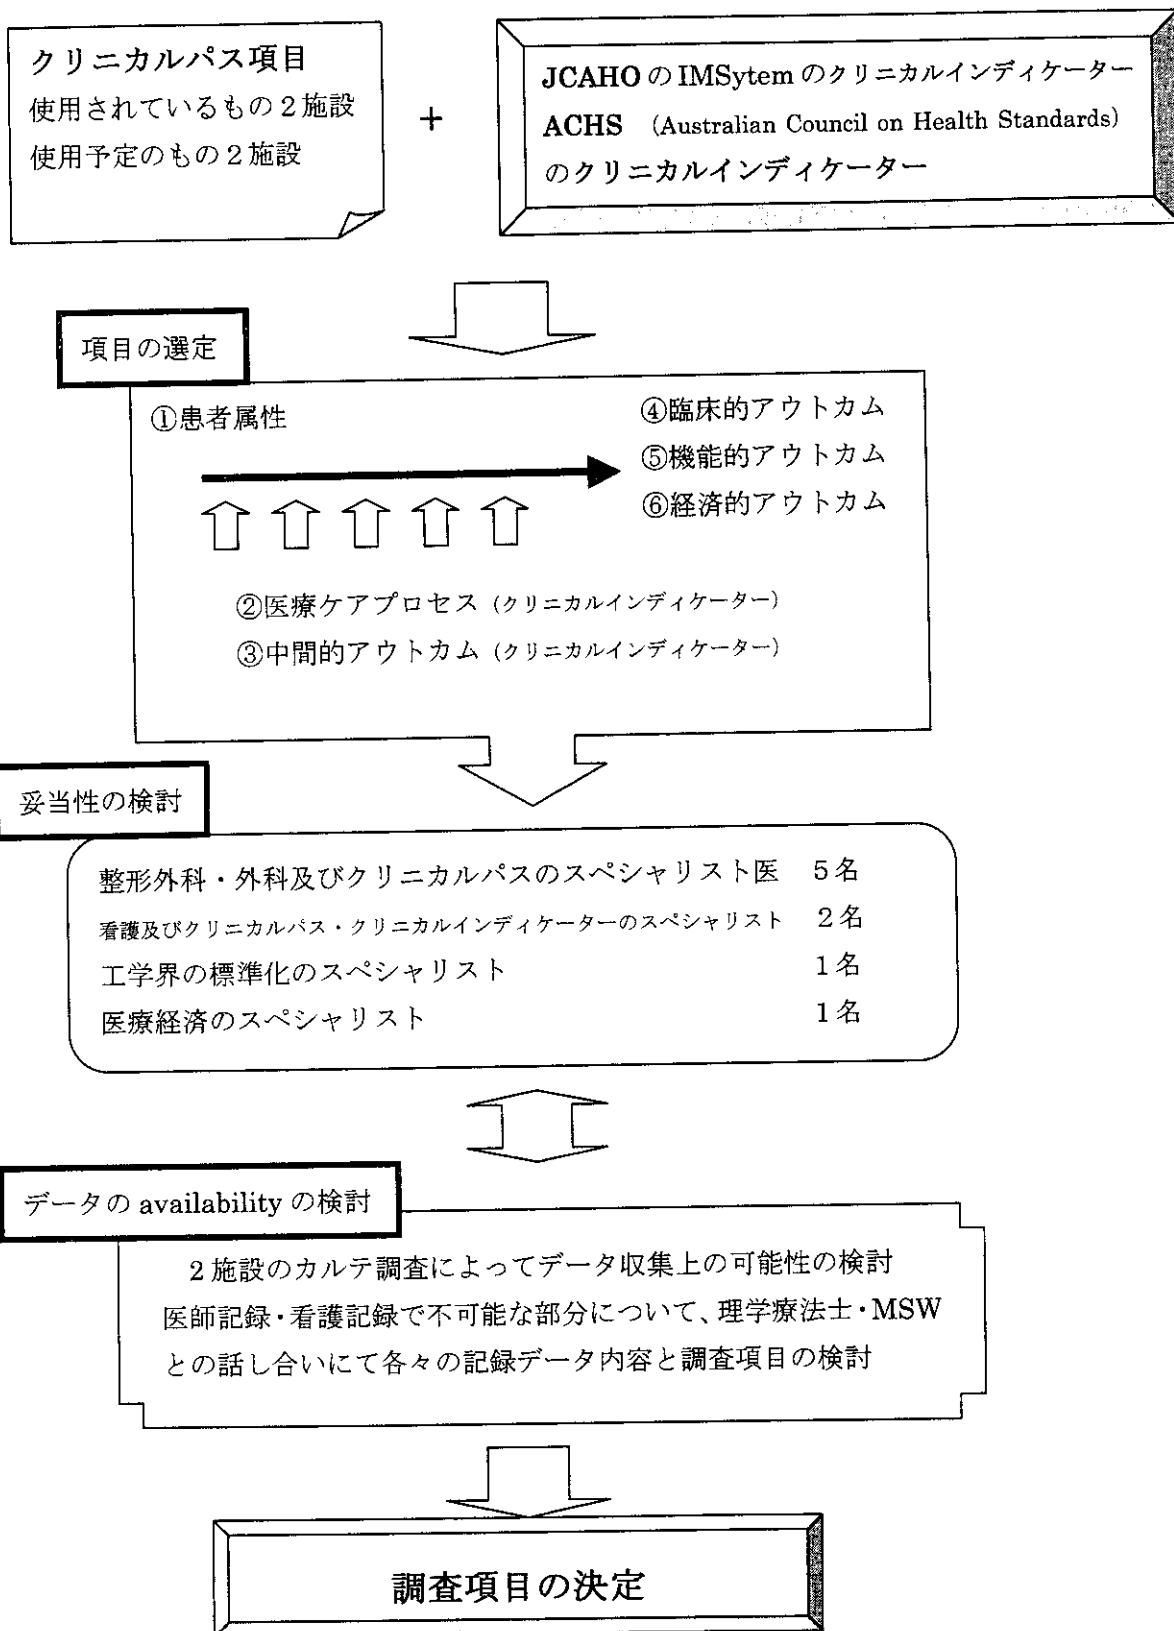 クリニカルパス項目
使用されているもの2施設
使用予定のもの2施設
+
JCAHOのIMSytemのクリニカルインディケーター
ACHS (Australian Council on Health Standards)
のクリニカルインディケーター
項目の選定
①患者属性
④臨床的アウトカム
⑤機能的アウトカム
⑥経済的アウトカム
②医療ケアプロセス(クリニカルインディケーター)
③中間的アウトカム(クリニカルインディケーター)
妥当性の検討
整形外科・外科及びクリニカルパスのスペシャリスト医 5名
看護及びクリニカルパス・クリニカルインディケーターのスペシャリスト 2名
工学界の標準化のスペシャリスト 1名
医療経済のスペシャリスト 1名
データの availability の検討
2施設のカルテ調査によってデータ収集上の可能性の検討
医師記録・看護記録で不可能な部分について、理学療法士・MSW
との話し合いにて各々の記録データ内容と調査項目の検討
調査項目の決定